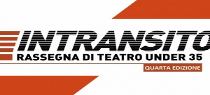 INTRANSITO
RASSEGNA DI TEATRO UNDER 35
QUARTA EDIZIONE